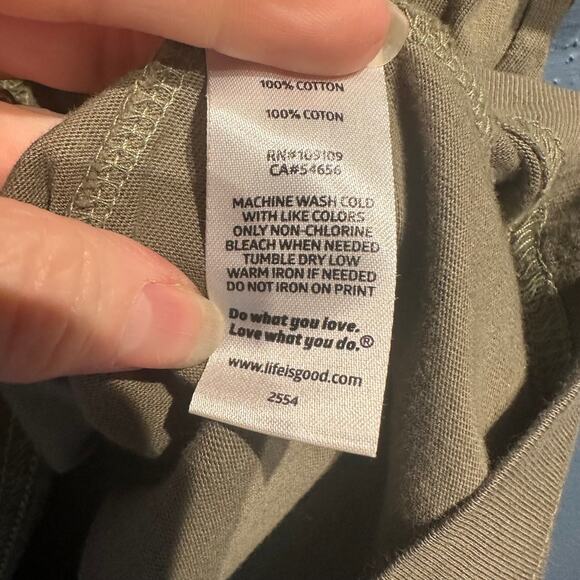 100% COTTON
100% COTON
RN#109109
CA#54656
MACHINE WASH COLD
WITH LIKE COLORS
ONLY NON-CHLORINE
BLEACH WHEN NEEDED
TUMBLE DRY LOW
WARM IRON IF NEEDED
DO NOT IRON ON PRINT
Do what you love.
Love what you do.®
www.lifeisgood.com
2554